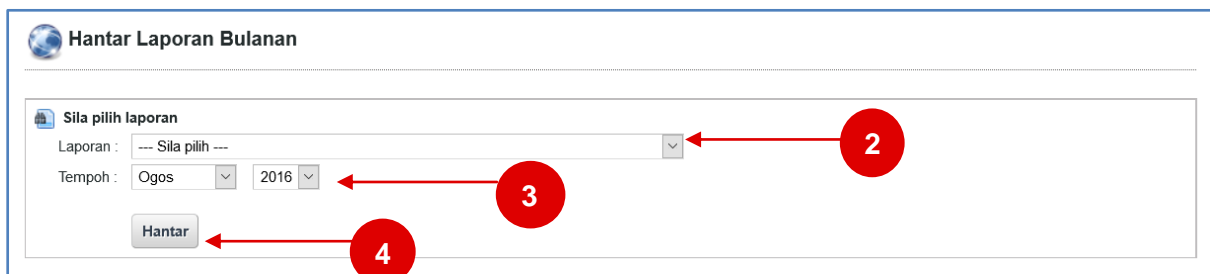 Hantar Laporan Bulanan
Sila pilih laporan
Laporan : --- Sila pilih --- 2
Tempoh : Ogos 2016 3
Hantar 4